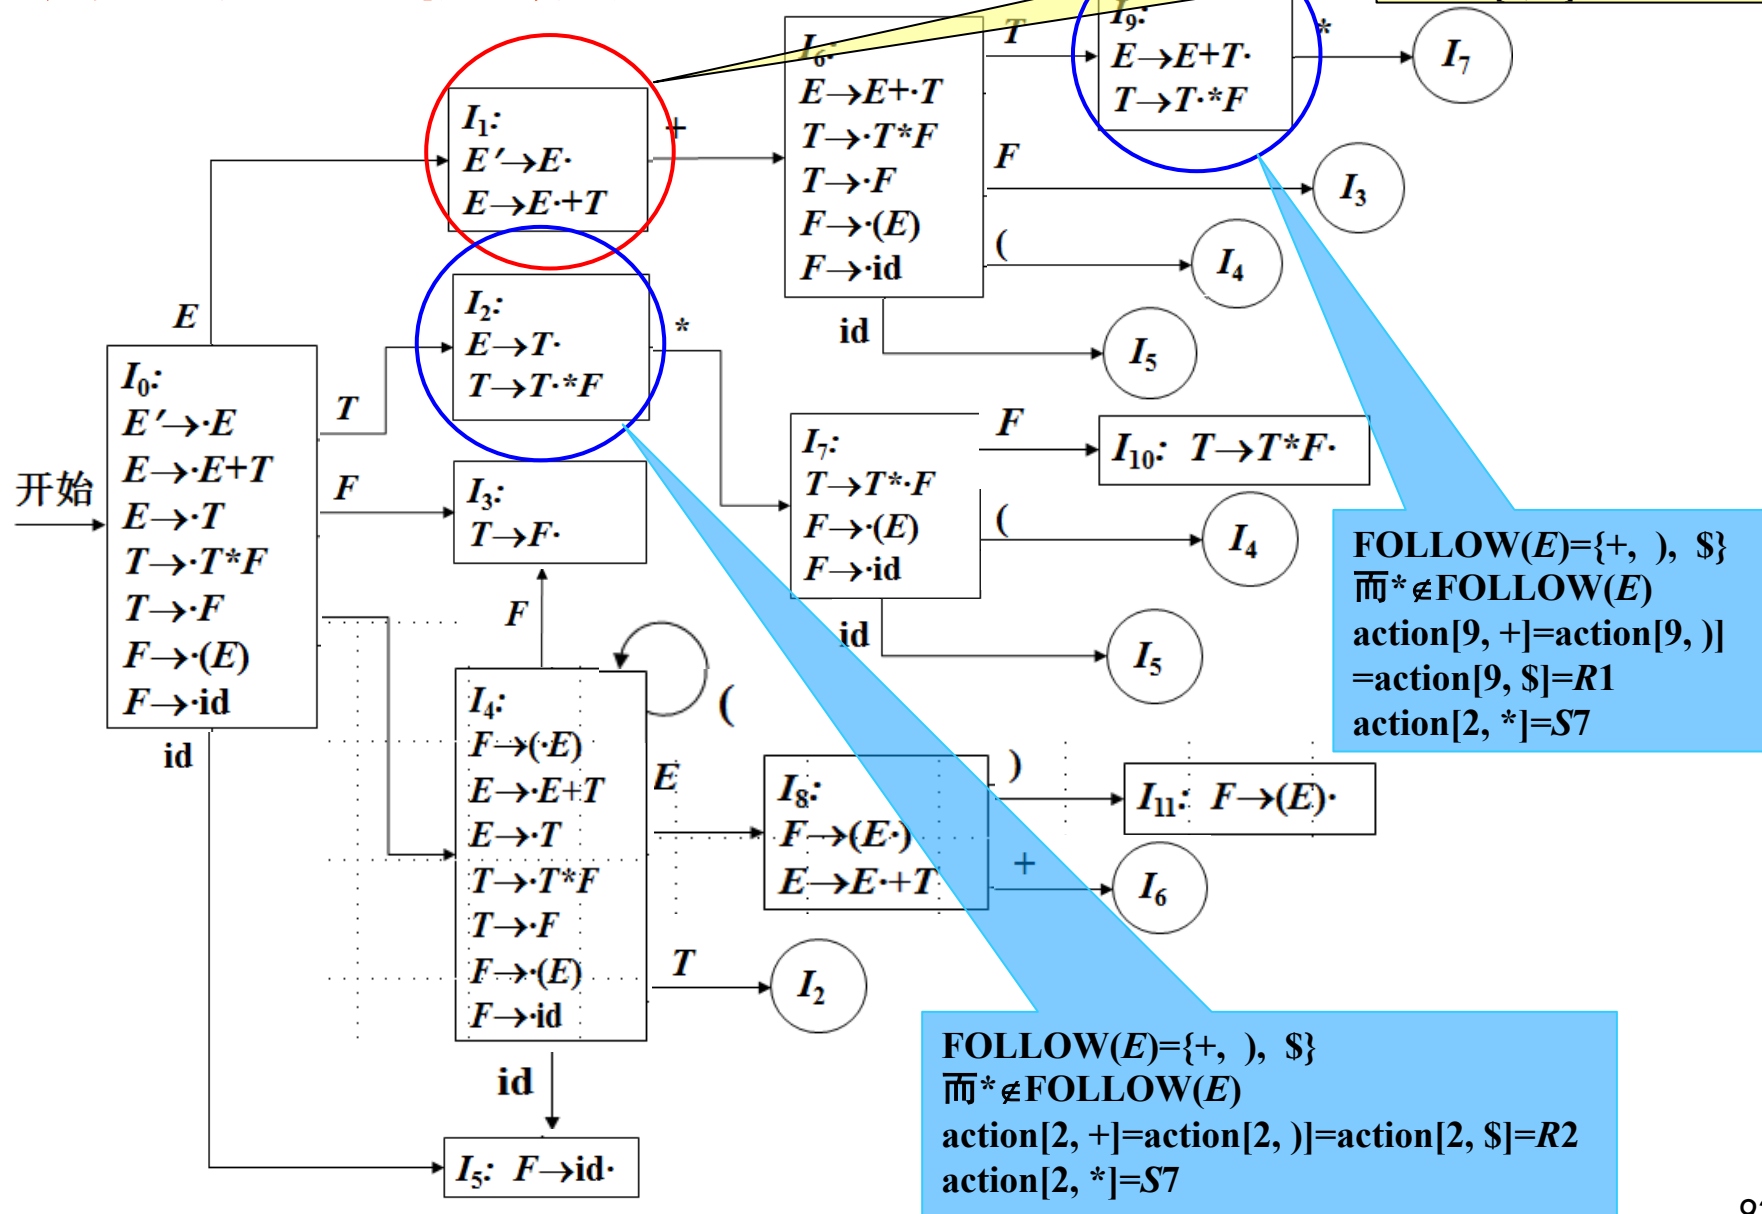 I₉:
E→E+T·
T→T·*F
T
*
I₇
I₆:
E→E+·T
T→·T*F
T→·F
F→·(E)
F→·id
F
I₃
(
I₄
id
I₅
I₁:
E′→E·
E→E·+T
+
E
I₂:
E→T·
T→T·*F
*
I₀:
E′→·E
E→·E+T
E→·T
T→·T*F
T→·F
F→·(E)
F→·id
开始
T
F
id
I₃:
T→F·
F
I₇:
T→T*·F
F→·(E)
F→·id
F
I₁₀: T→T*F·
(
I₄
id
I₅
FOLLOW(E)={+, ), $}
而*∉FOLLOW(E)
action[9, +]=action[9, )]
=action[9, $]=R1
action[2, *]=S7
I₄:
F→(·E)
E→·E+T
E→·T
T→·T*F
T→·F
F→·(E)
F→·id
(
E
I₈:
F→(E·)
E→E·+T
)
I₁₁: F→(E)·
+
I₆
T
I₂
id
I₅: F→id·
FOLLOW(E)={+, ), $}
而*∉FOLLOW(E)
action[2, +]=action[2, )]=action[2, $]=R2
action[2, *]=S7